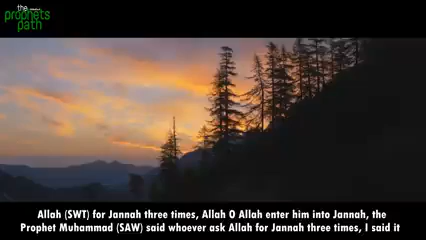 the
prophets
path
Allah (SWT) for Jannah three times, Allah O Allah enter him into Jannah, the
Prophet Muhammad (SAW) said whoever ask Allah for Jannah three times, I said it